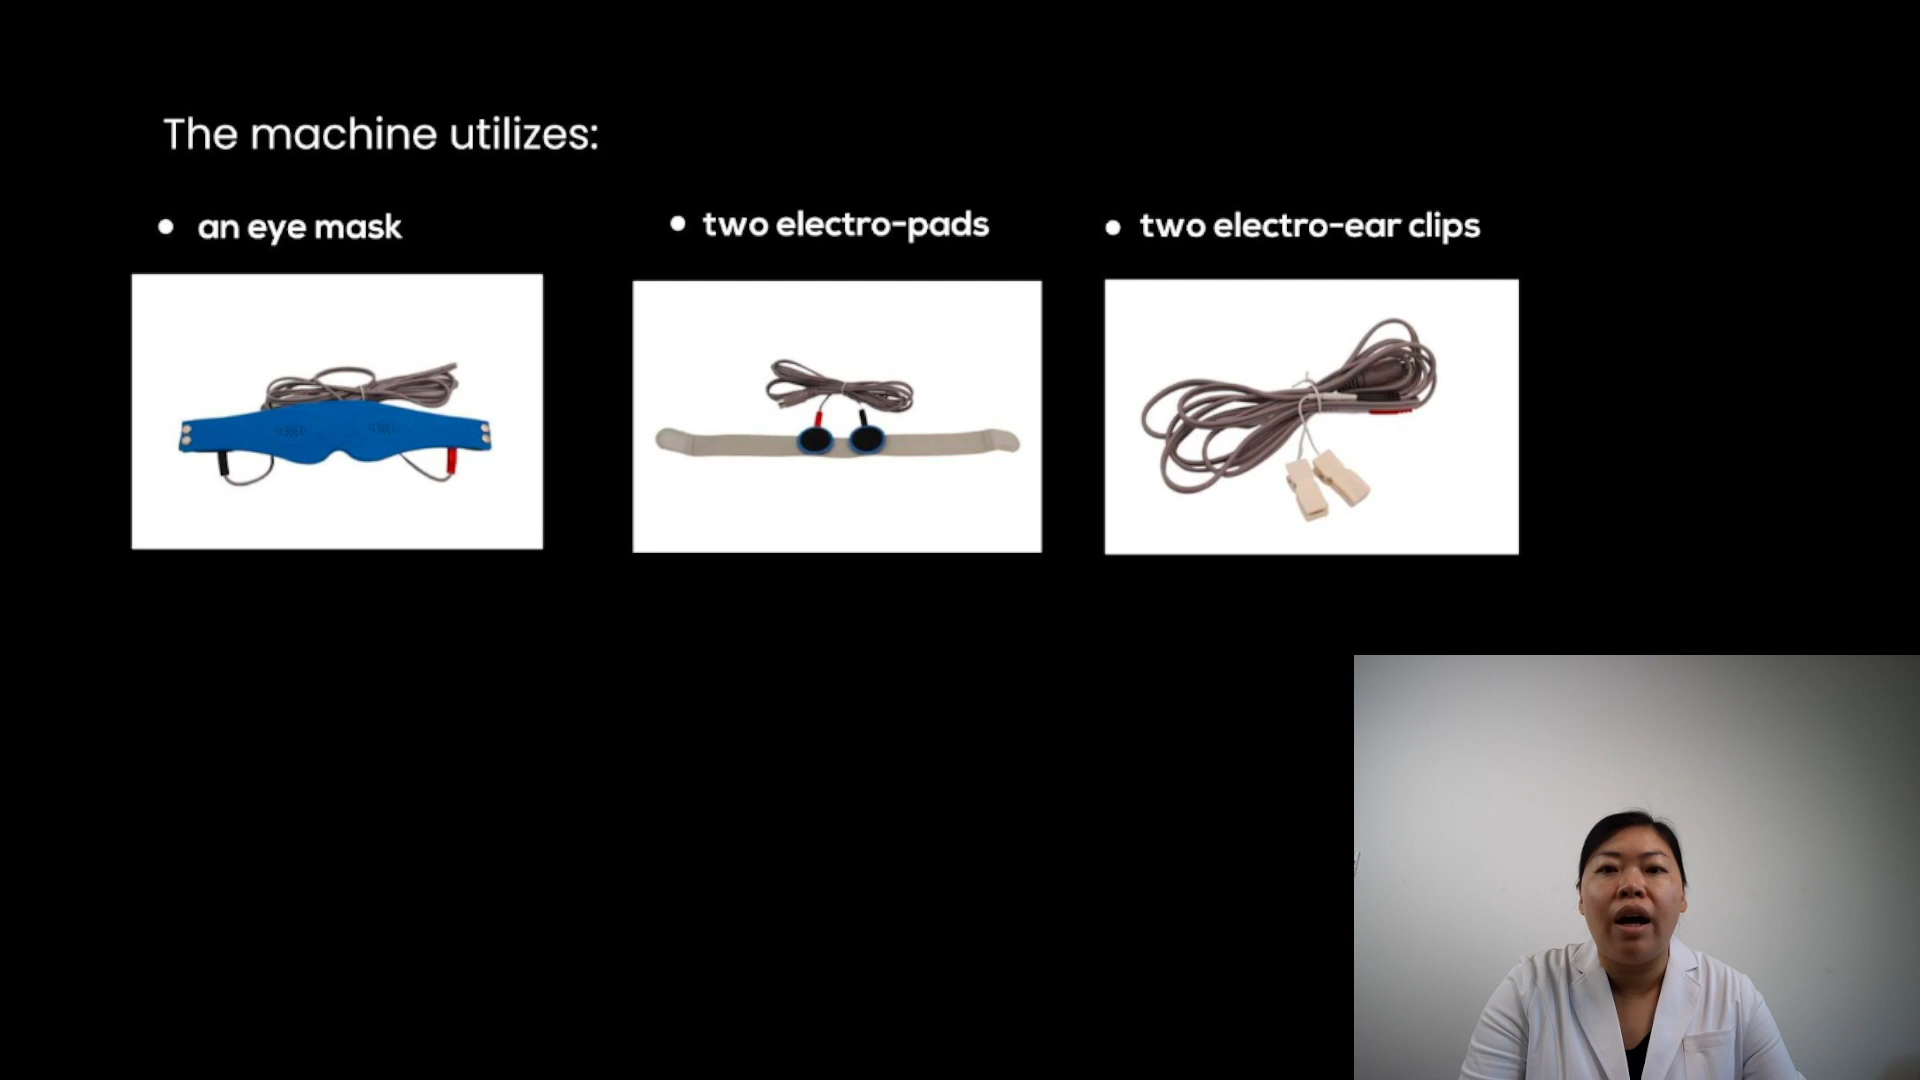 The machine utilizes:
• an eye mask
• two electro-pads
• two electro-ear clips